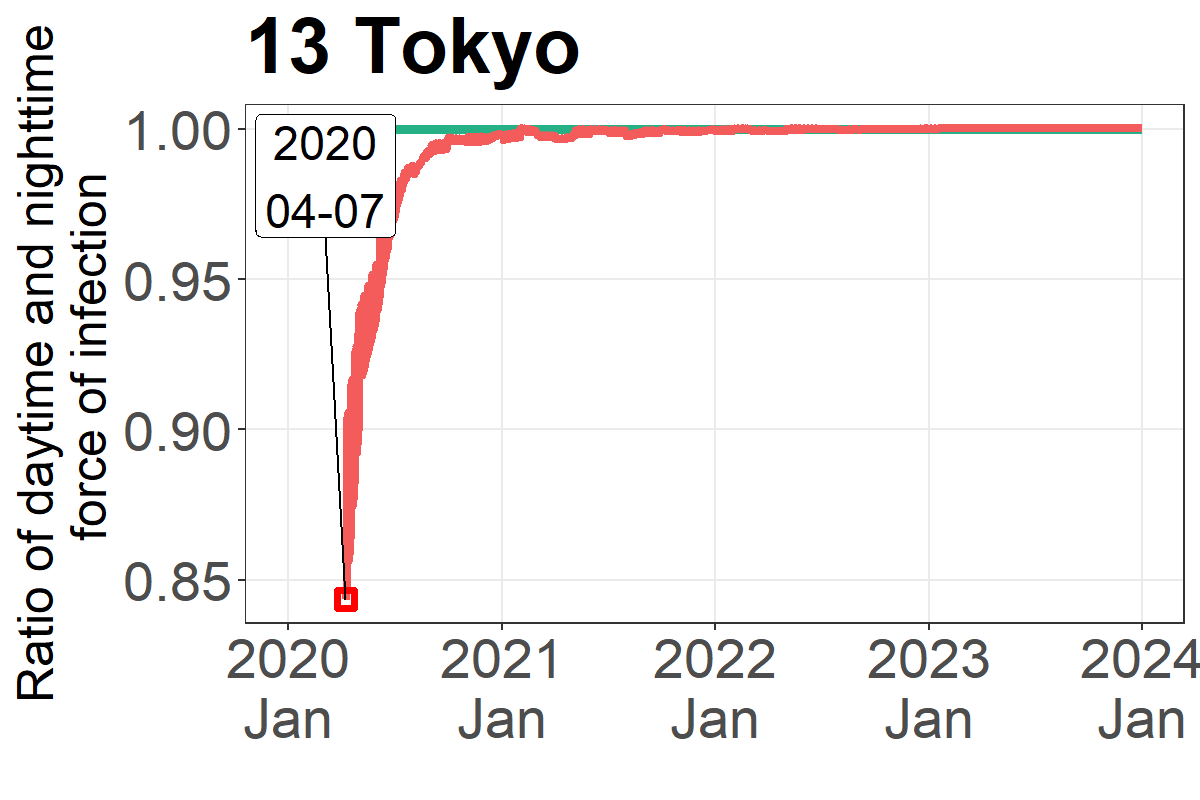 13 Tokyo
Ratio of daytime and nighttime
force of infection
1.00
0.95
0.90
0.85
2020
04-07
2020 2021 2022 2023 2024
Jan Jan Jan Jan Jan